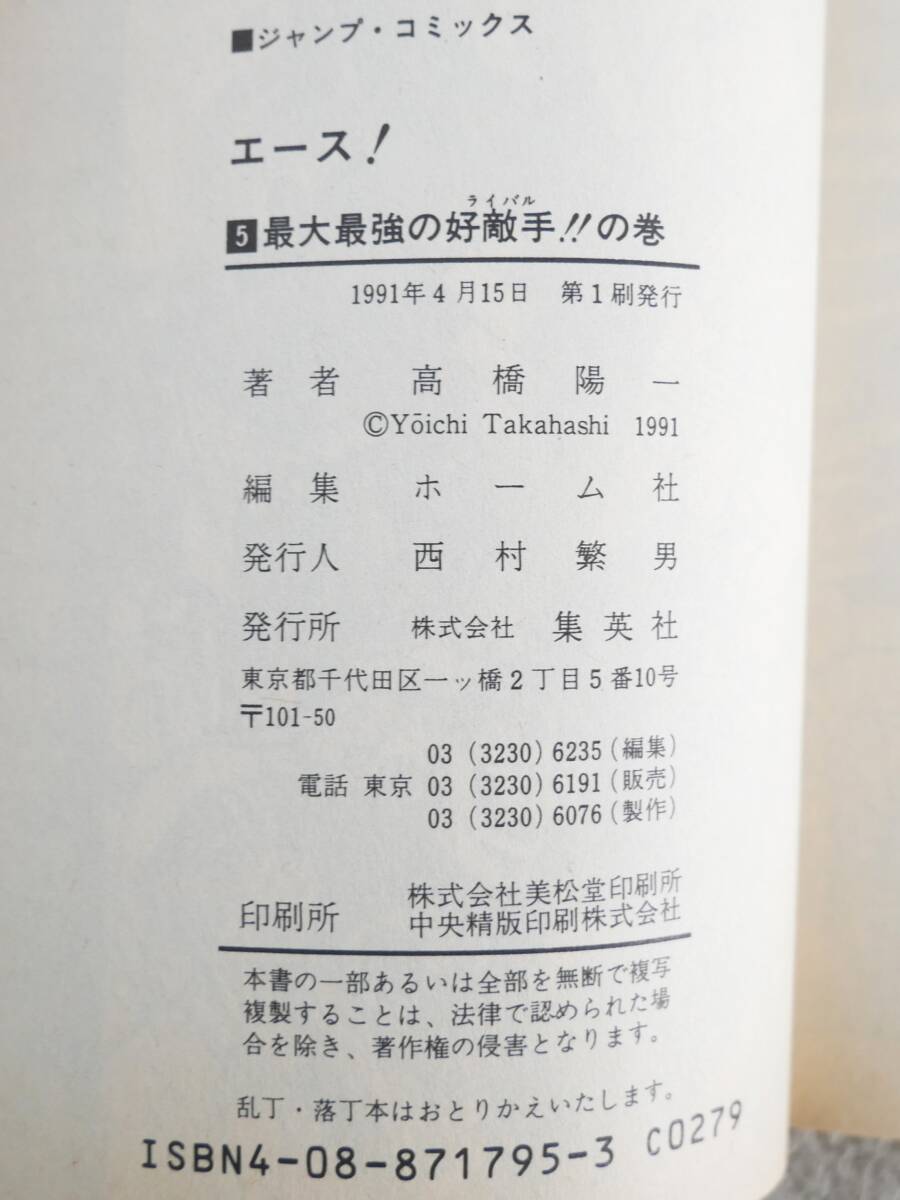 ■ジャンプ・コミックス
エース!
5最大最強の好敵手!!の巻
ライバル
1991年4月15日 第1刷発行
著者 高橋陽一
©Yōichi Takahashi 1991
編集 ホーム社
発行人 西村繁男
発行所 株式会社 集英社
東京都千代田区一ッ橋2丁目5番10号
〒101-50
03(3230)6235(編集)
電話 東京 03(3230)6191(販売)
03(3230)6076(製作)
印刷所 株式会社美松堂印刷所
中央精版印刷株式会社
本書の一部あるいは全部を無断で複写
複製することは、法律で認められた場
合を除き、著作権の侵害となります。
乱丁・落丁本はおとりかえいたします。
ISBN4-08-871795-3 C0279